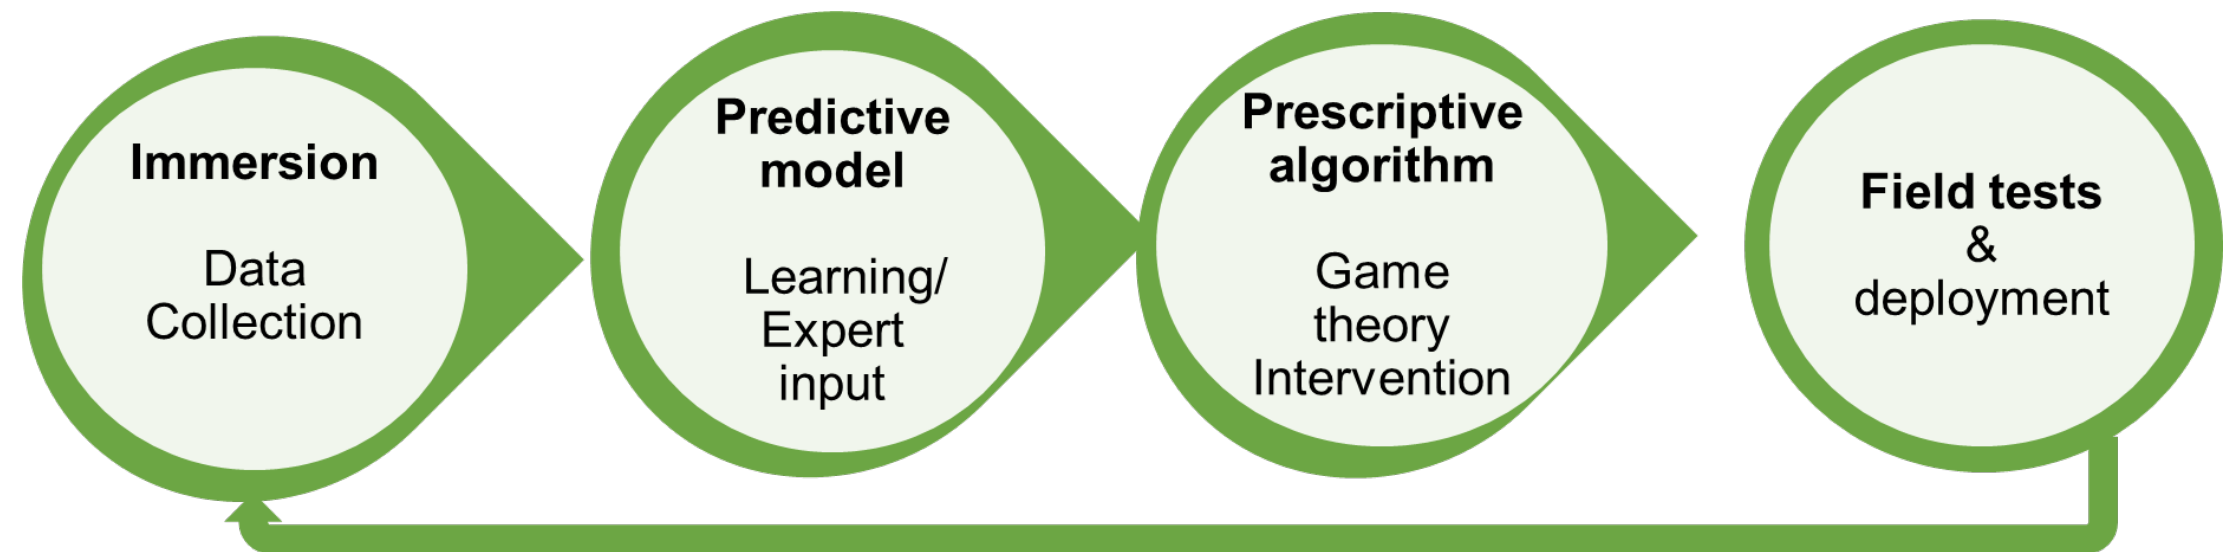 Immersion
Data
Collection
Predictive
model
Learning/
Expert
input
Prescriptive
algorithm
Game
theory
Intervention
Field tests
&
deployment